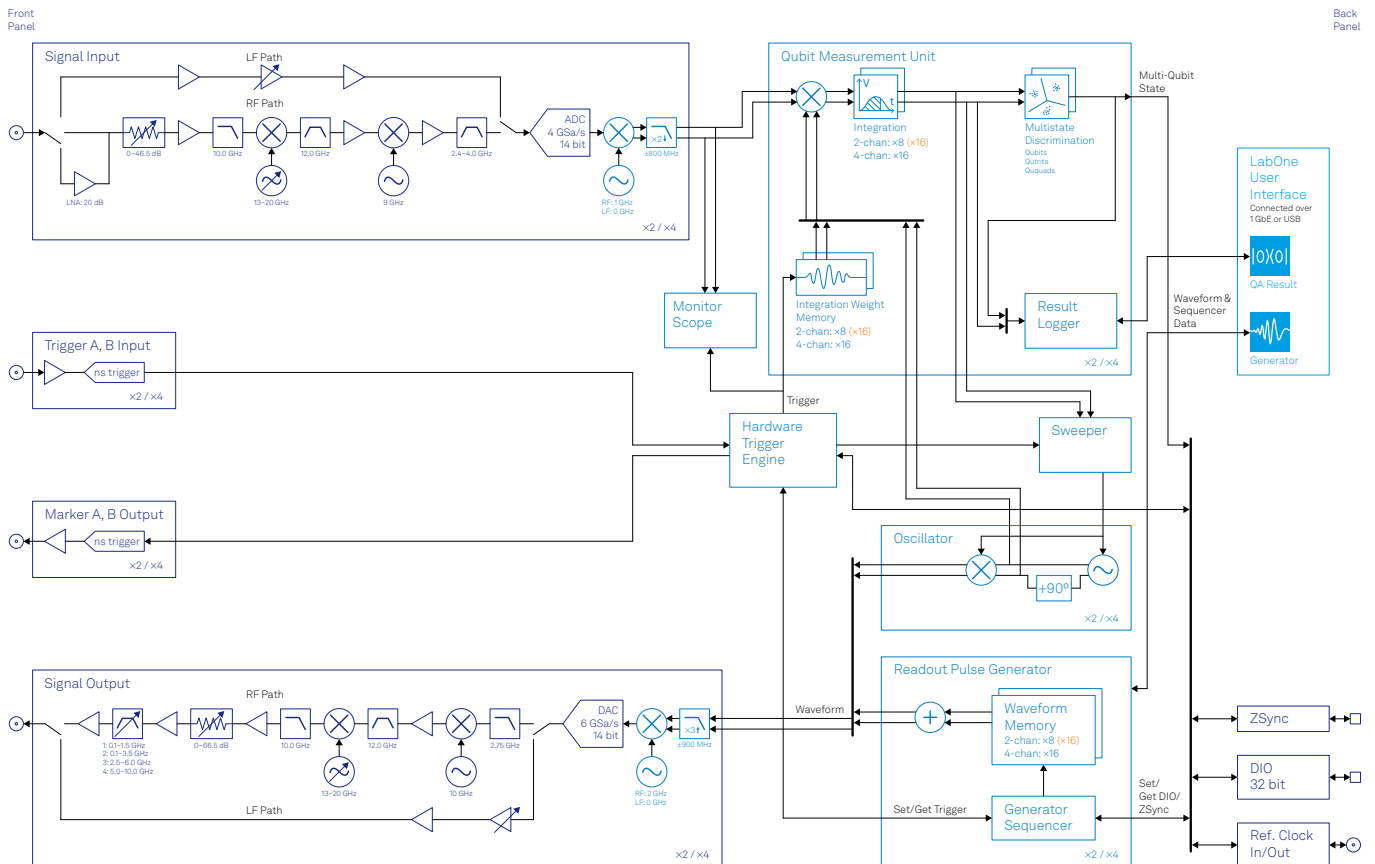 Front
Panel
Back
Panel
Signal Input
LF Path
RF Path
0–46.5 dB
10.0 GHz
13–20 GHz
12.0 GHz
9 GHz
2.4–4.0 GHz
LNA: 20 dB
ADC
4 GSa/s
14 bit
RF: 1 GHz
LF: 0 GHz
×2↓
±800 MHz
×2 / ×4
Qubit Measurement Unit
V
t
Integration
2-chan: ×8 (×16)
4-chan: ×16
Multistate
Discrimination
Qubits
Qutrits
Ququads
Multi-Qubit
State
Integration Weight
Memory
2-chan: ×8 (×16)
4-chan: ×16
Result
Logger
×2 / ×4
Monitor
Scope
LabOne
User
Interface
Connected over
1 GbE or USB
|0⟩⟨0|
QA Result
Generator
Waveform &
Sequencer
Data
Trigger A, B Input
ns trigger
×2 / ×4
Trigger
Hardware
Trigger
Engine
Sweeper
Marker A, B Output
ns trigger
×2 / ×4
Oscillator
+90°
×2 / ×4
Signal Output
RF Path
1: 0.1–1.5 GHz
2: 0.1–3.5 GHz
3: 2.5–6.0 GHz
4: 5.0–10.0 GHz
0–66.5 dB
10.0 GHz
13–20 GHz
12.0 GHz
10 GHz
2.75 GHz
LF Path
DAC
6 GSa/s
14 bit
RF: 2 GHz
LF: 0 GHz
×3↑
±900 MHz
×2 / ×4
Waveform
Readout Pulse Generator
Waveform
Memory
2-chan: ×8 (×16)
4-chan: ×16
Set/Get Trigger
Generator
Sequencer
×2 / ×4
Set/
Get DIO/
ZSync
ZSync
DIO
32 bit
Ref. Clock
In/Out